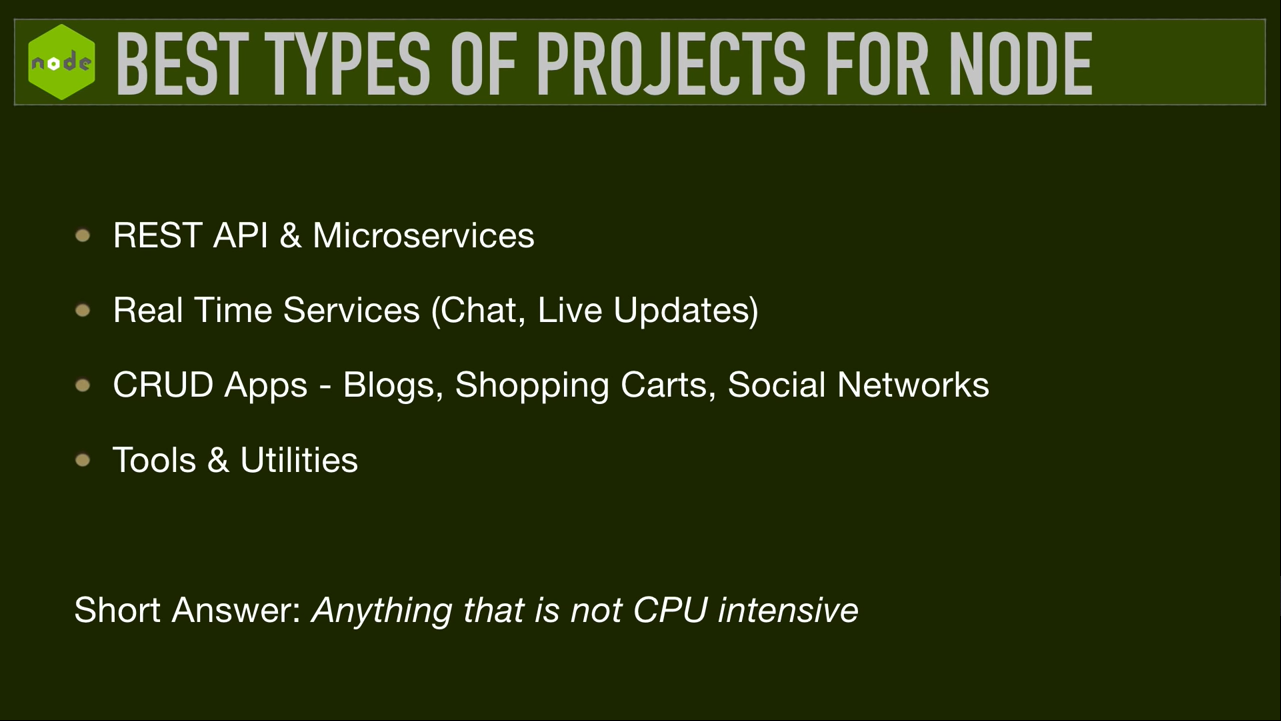 node
BEST TYPES OF PROJECTS FOR NODE
REST API & Microservices
Real Time Services (Chat, Live Updates)
CRUD Apps - Blogs, Shopping Carts, Social Networks
Tools & Utilities
Short Answer: Anything that is not CPU intensive